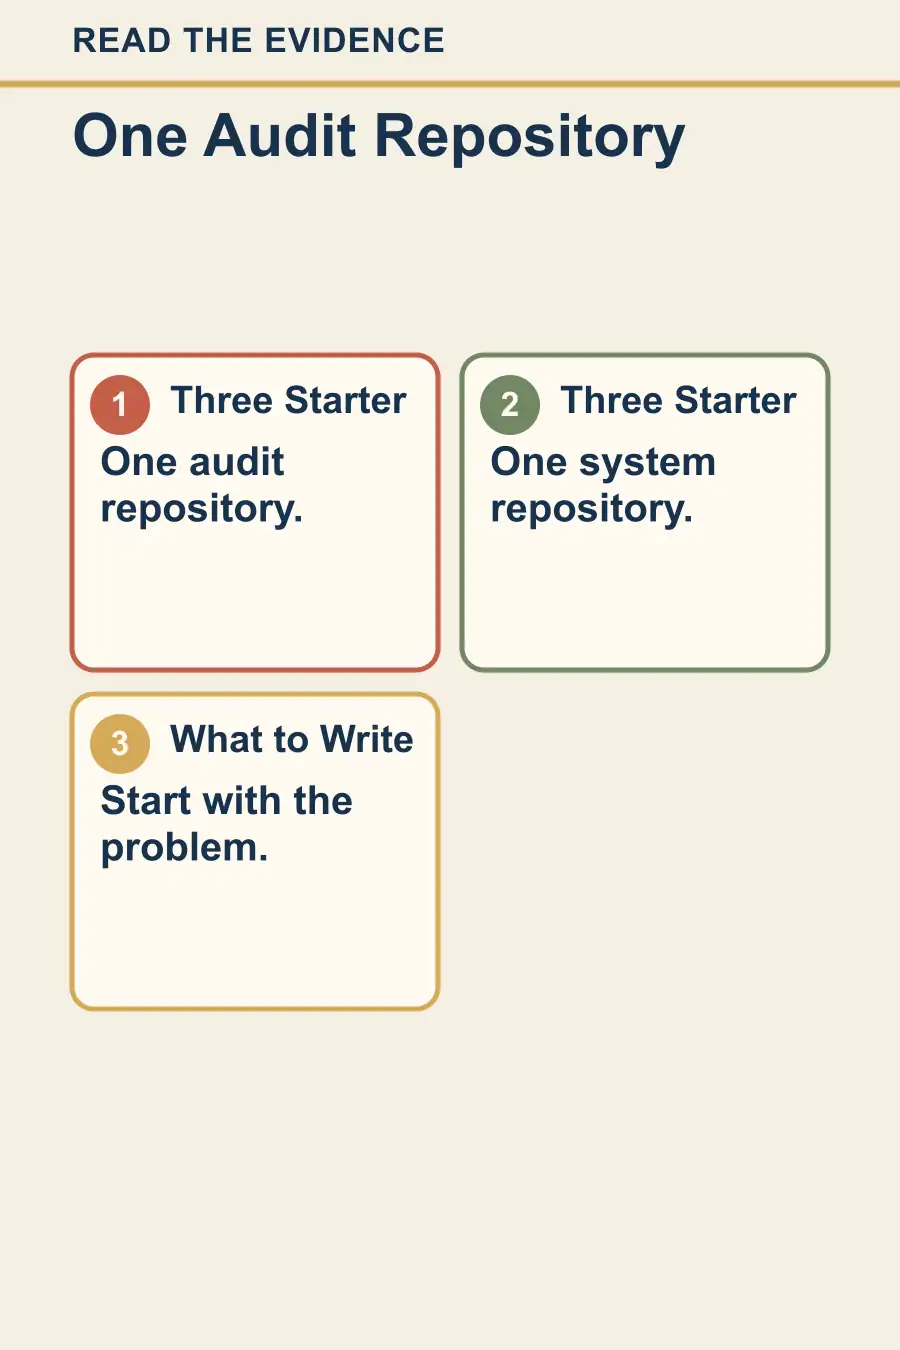 READ THE EVIDENCE
One Audit Repository
1 Three Starter
One audit
repository.
2 Three Starter
One system
repository.
3 What to Write
Start with the
problem.